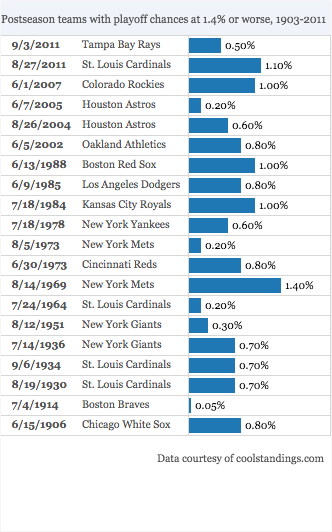 Postseason teams with playoff chances at 1.4% or worse, 1903-2011
9/3/2011 Tampa Bay Rays 0.50%
8/27/2011 St. Louis Cardinals 1.10%
6/1/2007 Colorado Rockies 1.00%
6/7/2005 Houston Astros 0.20%
8/26/2004 Houston Astros 0.60%
6/5/2002 Oakland Athletics 0.80%
6/13/1988 Boston Red Sox 1.00%
6/9/1985 Los Angeles Dodgers 0.80%
7/18/1984 Kansas City Royals 1.00%
7/18/1978 New York Yankees 0.60%
8/5/1973 New York Mets 0.20%
6/30/1973 Cincinnati Reds 0.80%
8/14/1969 New York Mets 1.40%
7/24/1964 St. Louis Cardinals 0.20%
8/12/1951 New York Giants 0.30%
7/14/1936 New York Giants 0.70%
9/6/1934 St. Louis Cardinals 0.70%
8/19/1930 St. Louis Cardinals 0.70%
7/4/1914 Boston Braves 0.05%
6/15/1906 Chicago White Sox 0.80%
Data courtesy of coolstandings.com